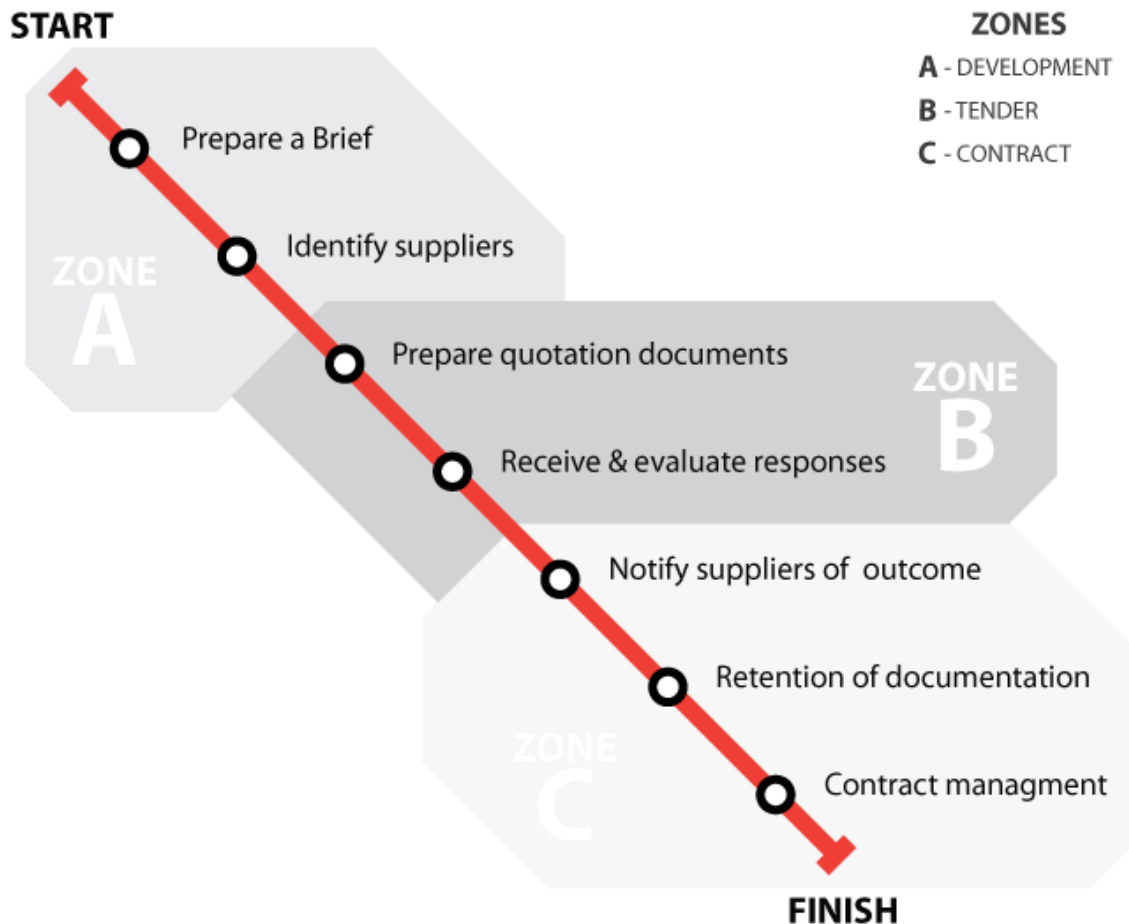 START
ZONES
A - DEVELOPMENT
B - TENDER
C - CONTRACT
Prepare a Brief
Identify suppliers
ZONE
A
Prepare quotation documents
ZONE
B
Receive & evaluate responses
Notify suppliers of outcome
Retention of documentation
ZONE
C
Contract managment
FINISH